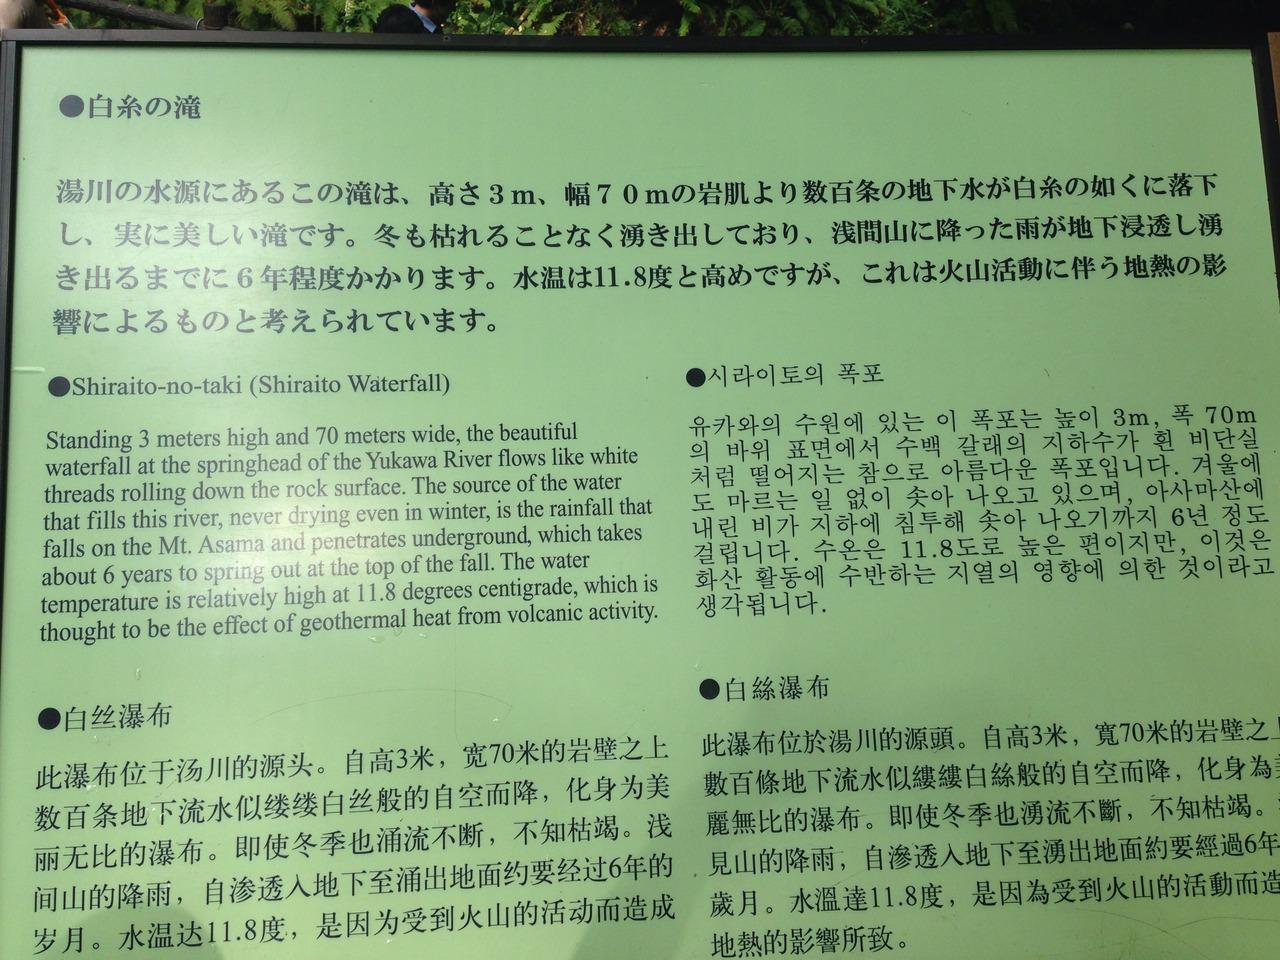 ●白糸の滝
湯川の水源にあるこの滝は、高さ３ｍ、幅７０ｍの岩肌より数百条の地下水が白糸の如くに落下
し、実に美しい滝です。冬も枯れることなく湧き出しており、浅間山に降った雨が地下浸透し湧
き出るまでに６年程度かかります。水温は11.8度と高めですが、これは火山活動に伴う地熱の影
響によるものと考えられています。
●Shiraito-no-taki (Shiraito Waterfall)
Standing 3 meters high and 70 meters wide, the beautiful
waterfall at the springhead of the Yukawa River flows like white
threads rolling down the rock surface. The source of the water
that fills this river, never drying even in winter, is the rainfall that
falls on the Mt. Asama and penetrates underground, which takes
about 6 years to spring out at the top of the fall. The water
temperature is relatively high at 11.8 degrees centigrade, which is
thought to be the effect of geothermal heat from volcanic activity.
●시라이토의 폭포
유카와의 수원에 있는 이 폭포는 높이 3m, 폭 70m
의 바위 표면에서 수백 갈래의 지하수가 흰 비단실
처럼 떨어지는 참으로 아름다운 폭포입니다. 겨울에
도 마르는 일 없이 솟아 나오고 있으며, 아사마산에
내린 비가 지하에 침투해 솟아 나오기까지 6년 정도
걸립니다. 수온은 11.8도로 높은 편이지만, 이것은
화산 활동에 수반하는 지열의 영향에 의한 것이라고
생각됩니다.
●白丝瀑布
此瀑布位于汤川的源头。自高3米，宽70米的岩壁之上
数百条地下流水似缕缕白丝般的自空而降，化身为美
丽无比的瀑布。即使冬季也涌流不断，不知枯竭。浅
间山的降雨，自渗透入地下至涌出地面约要经过6年的
岁月。水温达11.8度，是因为受到火山的活动而造成
●白絲瀑布
此瀑布位於湯川的源頭。自高3米，寬70米的岩壁之上
數百條地下流水似縷縷白絲般的自空而降，化身為美
麗無比的瀑布。即使冬季也湧流不斷，不知枯竭。
見山的降雨，自滲透入地下至湧出地面約要經過6年
歲月。水溫達11.8度，是因為受到火山的活動而造
地熱的影響所致。